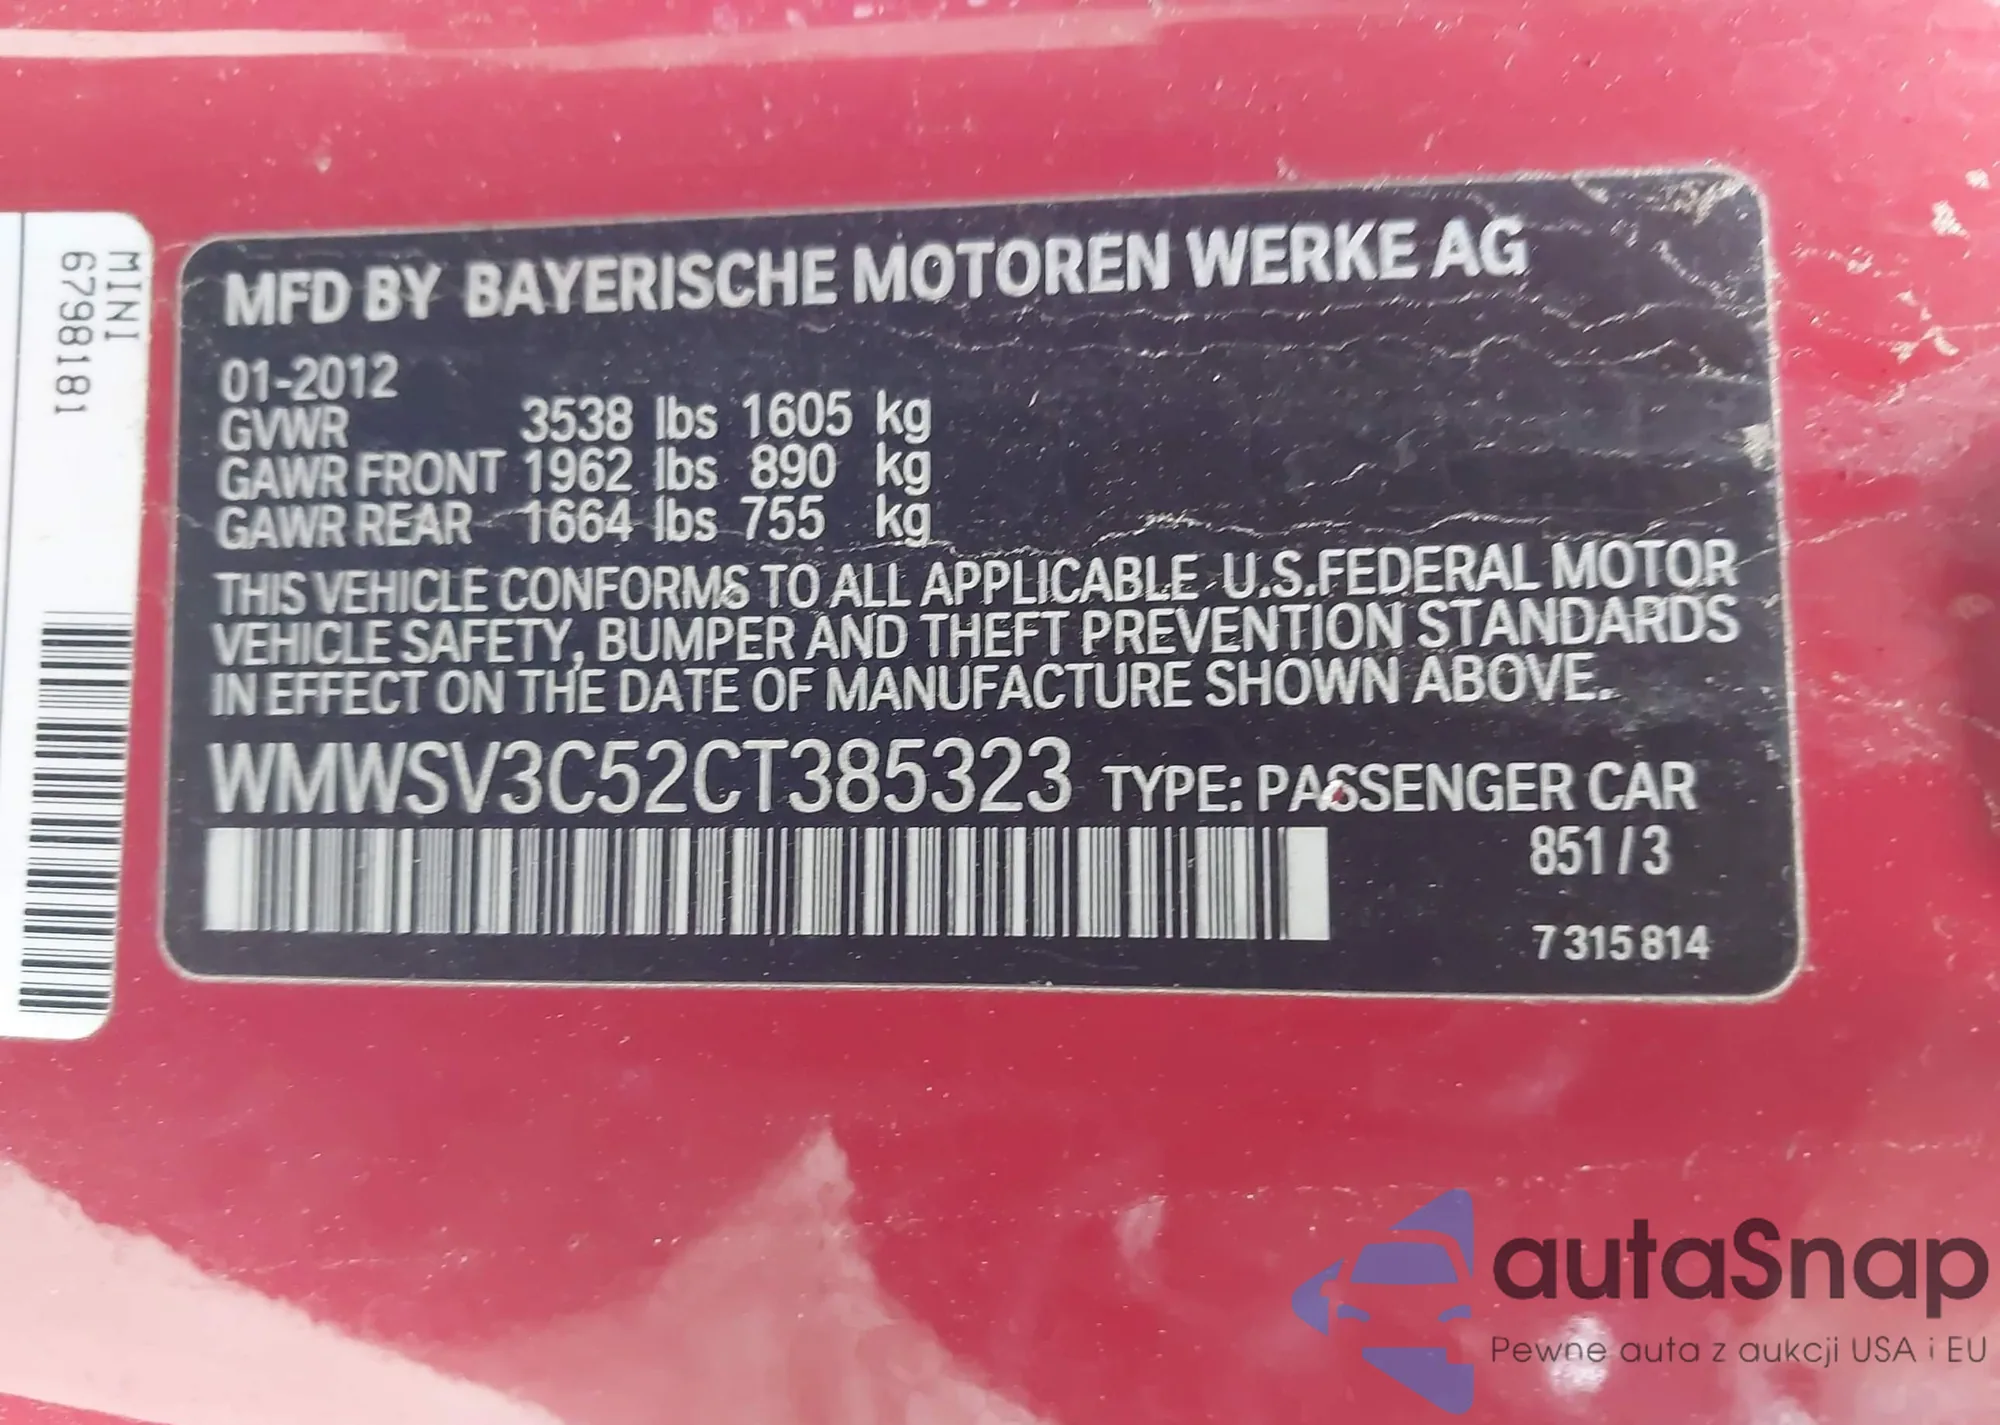 MINI
6798181
MFD BY BAYERISCHE MOTOREN WERKE AG
01-2012
GVWR 3538 lbs 1605 kg
GAWR FRONT 1962 lbs 890 kg
GAWR REAR 1664 lbs 755 kg
THIS VEHICLE CONFORMS TO ALL APPLICABLE U.S.FEDERAL MOTOR
VEHICLE SAFETY, BUMPER AND THEFT PREVENTION STANDARDS
IN EFFECT ON THE DATE OF MANUFACTURE SHOWN ABOVE.
WMWSV3C52CT385323 TYPE: PASSENGER CAR
851/3
7 315 814
autaSnap
Pewne auta z aukcji USA i EU